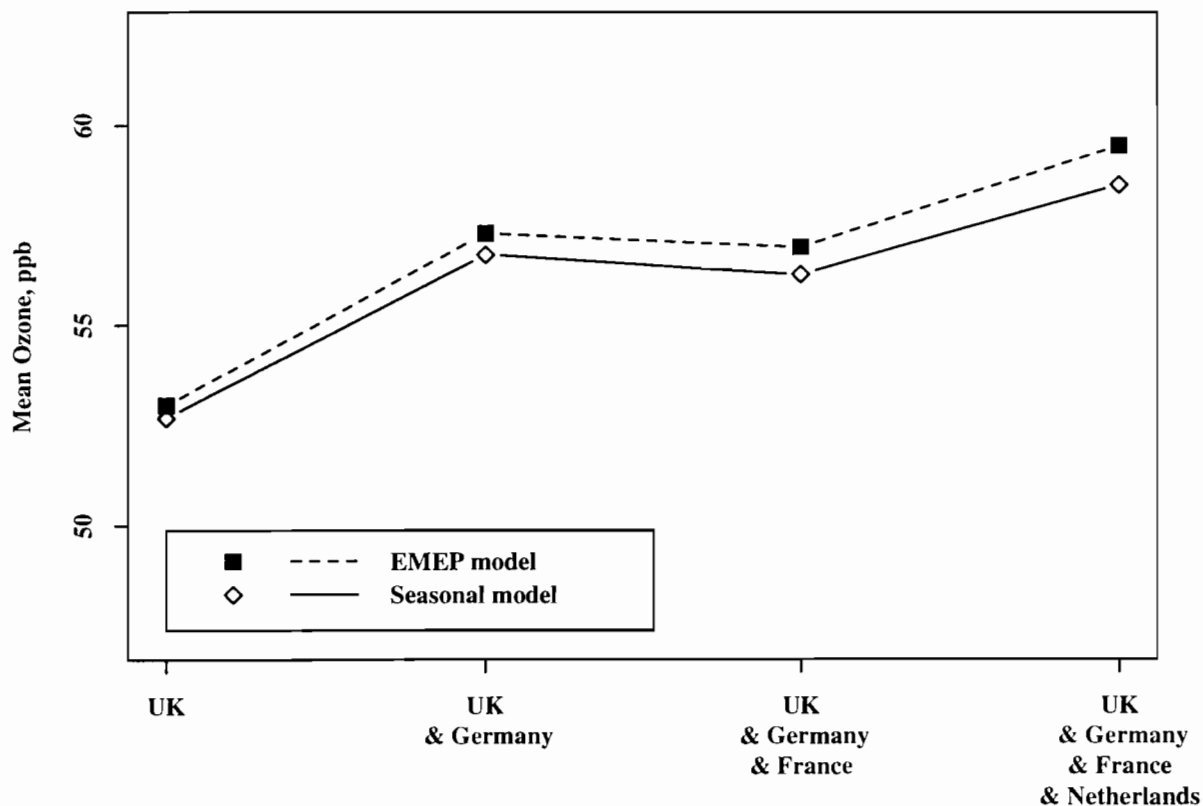 60
55
50
Mean Ozone, ppb
EMEP model
Seasonal model
UK
UK
& Germany
UK
& Germany
& France
UK
& Germany
& France
& Netherlands